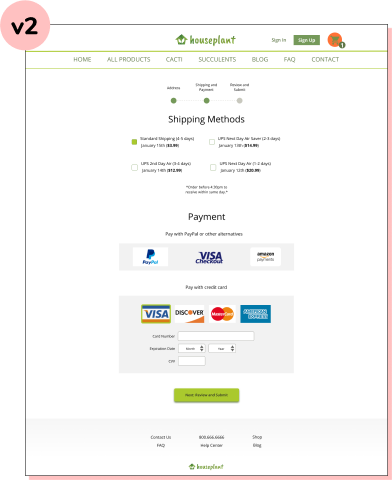 v2
houseplant
Sign In
Sign Up
1
HOME ALL PRODUCTS CACTI SUCCULENTS BLOG FAQ CONTACT
Address
Shipping and
Payment
Review and
Submit
Shipping Methods
Standard Shipping (4-5 days)
January 15th ($3.99)
UPS Next Day Air Saver (2-3 days)
January 13th ($14.99)
UPS 2nd Day Air (3-4 days)
January 14th ($12.99)
UPS Next Day Air (1-2 days)
January 12th ($20.99)
*Order before 4:30pm to
receive within same day.*
Payment
Pay with PayPal or other alternatives
PayPal
VISA
Checkout
amazon
payments
Pay with credit card
VISA
DISCOVER
MasterCard
AMERICAN
EXPRESS
Card Number
Expiration Date
Month
Year
Next: Review and Submit
Contact Us 800.666.6666 Shop
FAQ Help Center Blog
houseplant